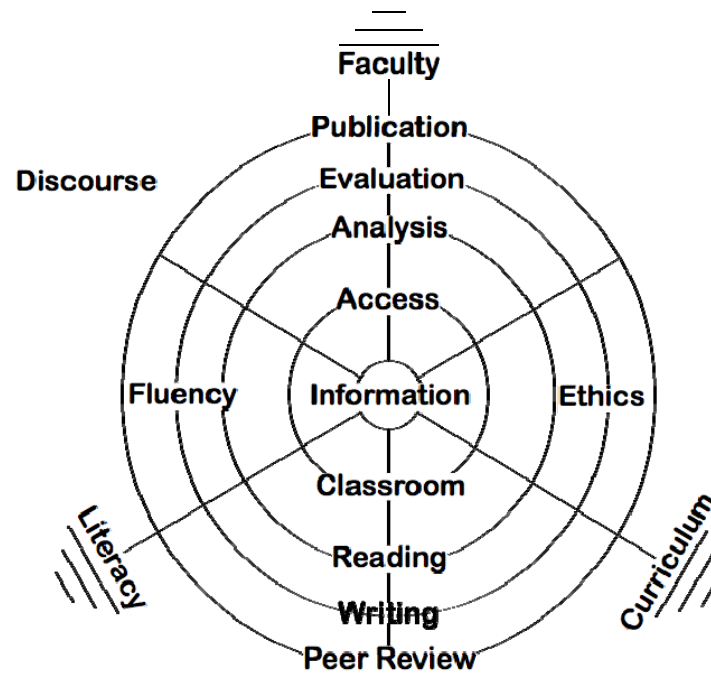 Faculty
Publication
Discourse
Evaluation
Analysis
Access
Fluency
Information
Ethics
Classroom
Literacy
Curriculum
Reading
Writing
Peer Review